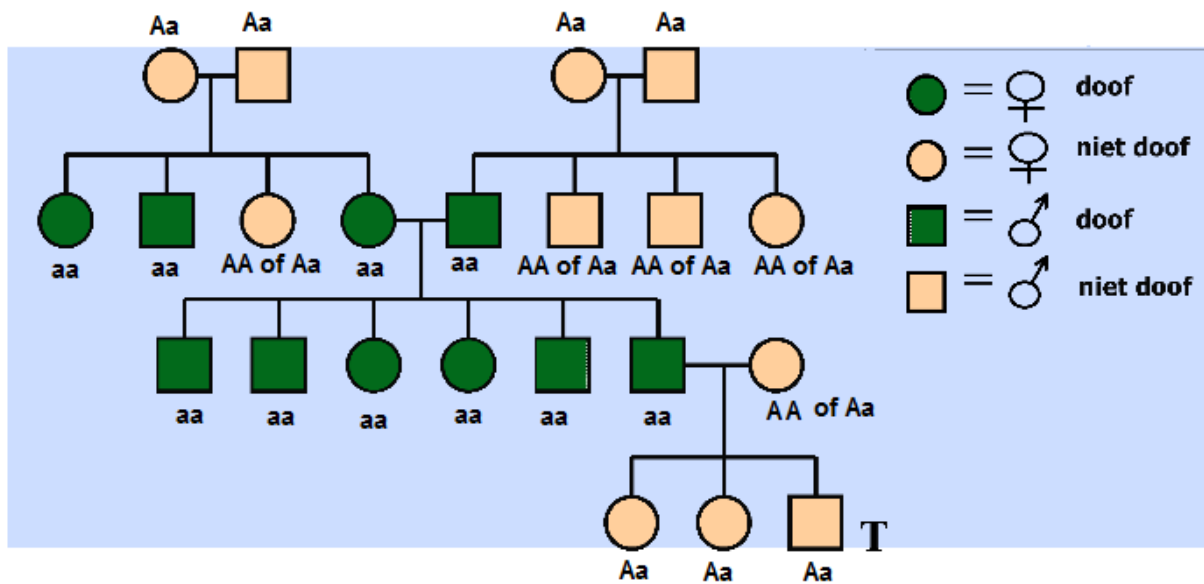 Aa Aa Aa Aa
= doof
= niet doof
= doof
= niet doof
aa aa AA of Aa aa aa AA of Aa AA of Aa AA of Aa
aa aa aa aa aa aa AA of Aa
T
Aa Aa Aa